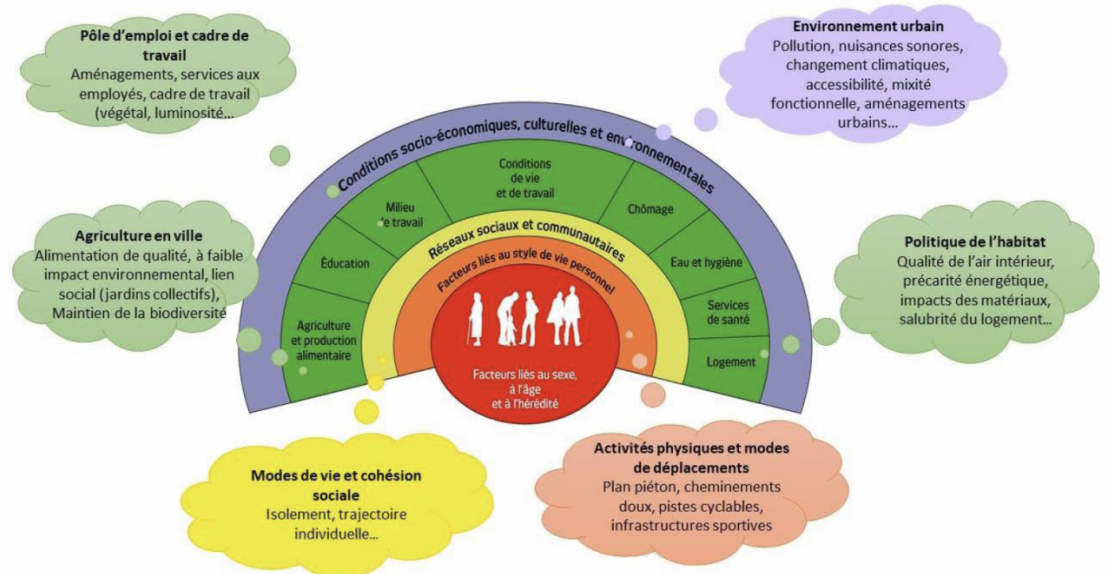 Pôle d’emploi et cadre de
travail
Aménagements, services aux
employés, cadre de travail
(végétal, luminosité…
Environnement urbain
Pollution, nuisances sonores,
changement climatiques,
accessibilité, mixité
fonctionnelle, aménagements
urbains…
Agriculture en ville
Alimentation de qualité, à faible
impact environnemental, lien
social (jardins collectifs),
Maintien de la biodiversité
Conditions socio-économiques, culturelles et environnementales
Agriculture
et production
alimentaire
Éducation
Milieu
de travail
Conditions
de vie
et de travail
Chômage
Eau et hygiène
Services
de santé
Logement
Réseaux sociaux et communautaires
Facteurs liés au style de vie personnel
Facteurs liés au sexe,
à l’âge
et à l’hérédité
Politique de l’habitat
Qualité de l’air intérieur,
précarité énergétique,
impacts des matériaux,
salubrité du logement…
Modes de vie et cohésion
sociale
Isolement, trajectoire
individuelle…
Activités physiques et modes
de déplacements
Plan piéton, cheminements
doux, pistes cyclables,
infrastructures sportives